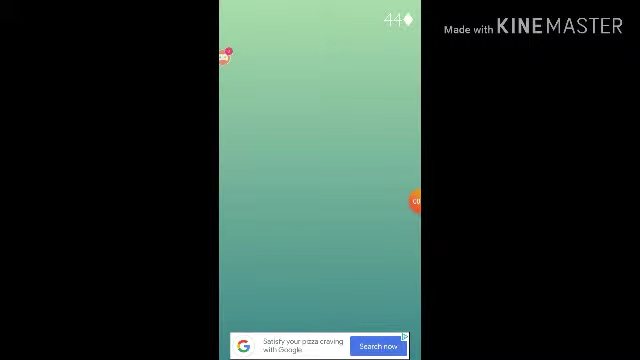 44
Made with KINEMASTER
Satisfy your pizza craving
with Google
Search now